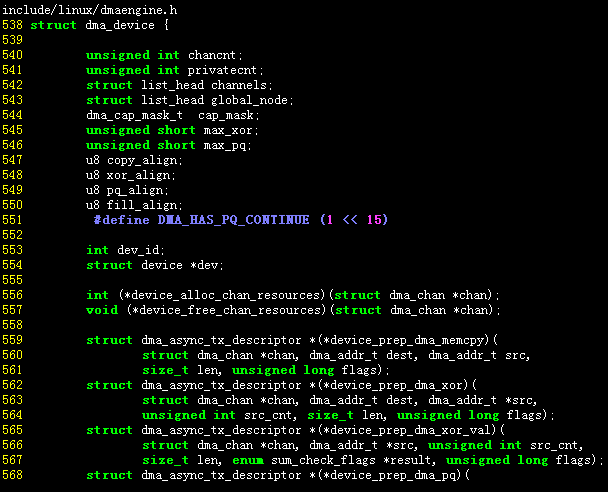 include/linux/dmaengine.h
538 struct dma_device {
539
540 unsigned int chancnt;
541 unsigned int privatecnt;
542 struct list_head channels;
543 struct list_head global_node;
544 dma_cap_mask_t  cap_mask;
545 unsigned short max_xor;
546 unsigned short max_pq;
547 u8 copy_align;
548 u8 xor_align;
549 u8 pq_align;
550 u8 fill_align;
551 #define DMA_HAS_PQ_CONTINUE (1 << 15)
552
553 int dev_id;
554 struct device *dev;
555
556 int (*device_alloc_chan_resources)(struct dma_chan *chan);
557 void (*device_free_chan_resources)(struct dma_chan *chan);
558
559 struct dma_async_tx_descriptor *(*device_prep_dma_memcpy)(
560 struct dma_chan *chan, dma_addr_t dest, dma_addr_t src,
561 size_t len, unsigned long flags);
562 struct dma_async_tx_descriptor *(*device_prep_dma_xor)(
563 struct dma_chan *chan, dma_addr_t dest, dma_addr_t *src,
564 unsigned int src_cnt, size_t len, unsigned long flags);
565 struct dma_async_tx_descriptor *(*device_prep_dma_xor_val)(
566 struct dma_chan *chan, dma_addr_t *src, unsigned int src_cnt,
567 size_t len, enum sum_check_flags *result, unsigned long flags);
568 struct dma_async_tx_descriptor *(*device_prep_dma_pq)(